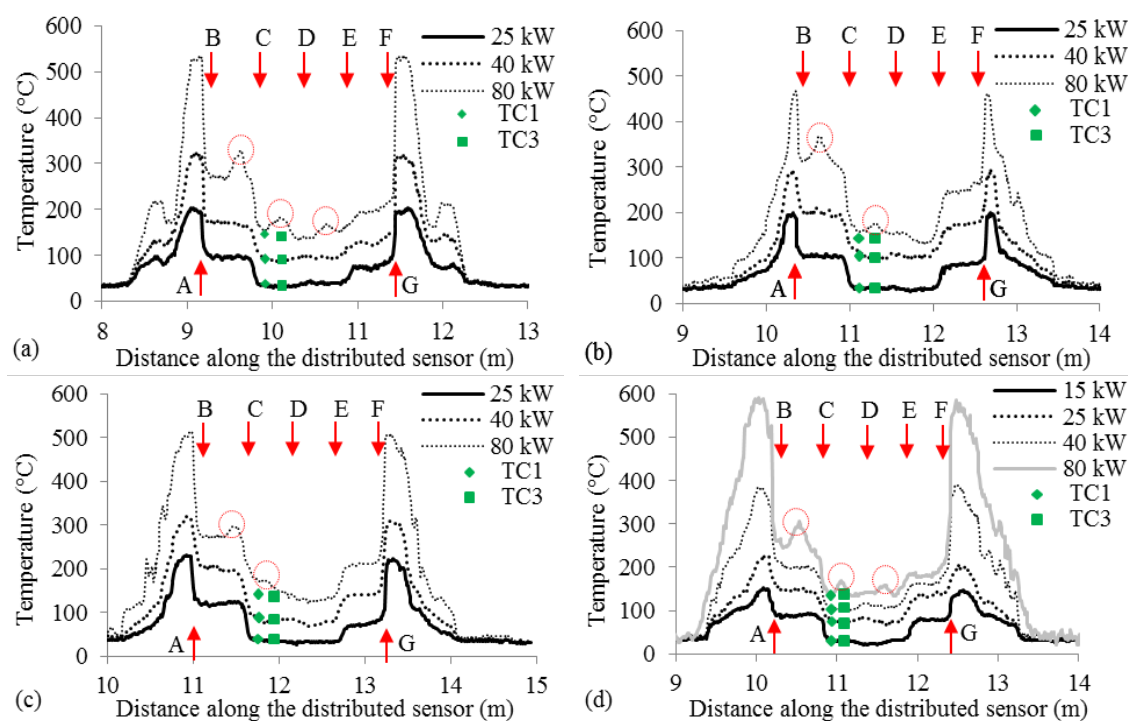 600
500
400
300
200
100
0
Temperature (°C)
B C D E F
25 kW
40 kW
80 kW
TC1
TC3
A
G
8 9 10 11 12 13
(a)
Distance along the distributed sensor (m)
600
500
400
300
200
100
0
Temperature (°C)
B C D E F
25 kW
40 kW
80 kW
TC1
TC3
A
G
9 10 11 12 13 14
(b)
Distance along the distributed sensor (m)
600
500
400
300
200
100
0
Temperature (°C)
B C D E F
25 kW
40 kW
80 kW
TC1
TC3
A
G
10 11 12 13 14 15
(c)
Distance along the distributed sensor (m)
600
500
400
300
200
100
0
Temperature (°C)
B C D E F
15 kW
25 kW
40 kW
80 kW
TC1
TC3
A
G
9 10 11 12 13 14
(d)
Distance along the distributed sensor (m)